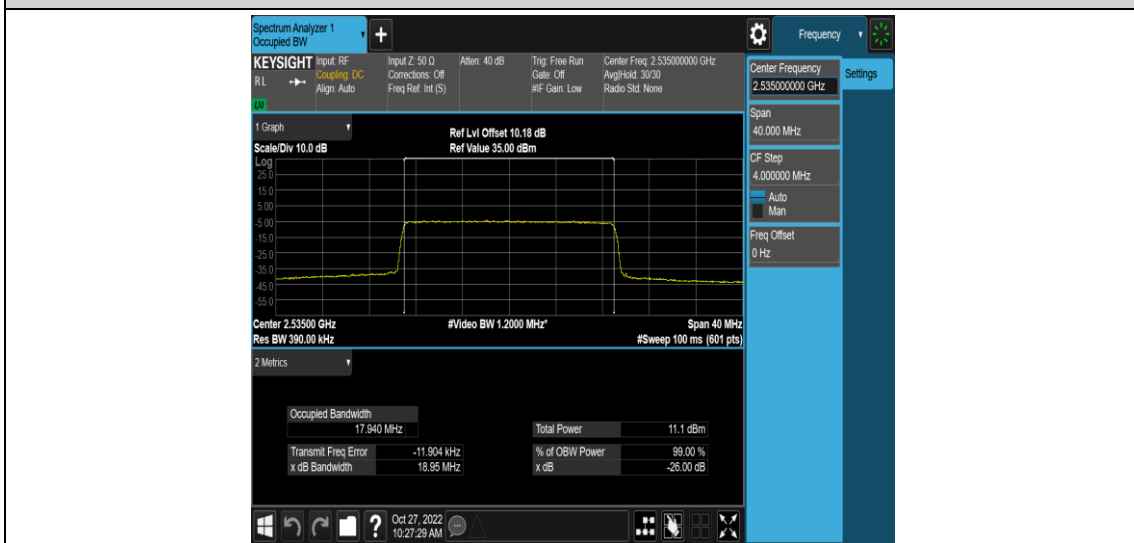 Spectrum Analyzer 1
Occupied BW
+
Frequency
KEYSIGHT
RL
LXI
Input: RF
Coupling: DC
Align: Auto
Input Z: 50 Ω
Corrections: Off
Freq Ref: Int (S)
Atten: 40 dB
Trig: Free Run
Gate: Off
#IF Gain: Low
Center Freq: 2.535000000 GHz
Avg|Hold: 30/30
Radio Std: None
Center Frequency
2.535000000 GHz
Settings
Span
40.000 MHz
CF Step
4.000000 MHz
Auto
Man
Freq Offset
0 Hz
1 Graph
Scale/Div 10.0 dB
Ref Lvl Offset 10.18 dB
Ref Value 35.00 dBm
Log
25.0
15.0
5.00
-5.00
-15.0
-25.0
-35.0
-45.0
-55.0
Center 2.53500 GHz
#Video BW 1.2000 MHz*
Span 40 MHz
Res BW 390.00 kHz
#Sweep 100 ms (601 pts)
2 Metrics
Occupied Bandwidth
17.940 MHz
Total Power 11.1 dBm
Transmit Freq Error -11.904 kHz
% of OBW Power 99.00 %
x dB Bandwidth 18.95 MHz
x dB -26.00 dB
?
Oct 27, 2022
10:27:29 AM